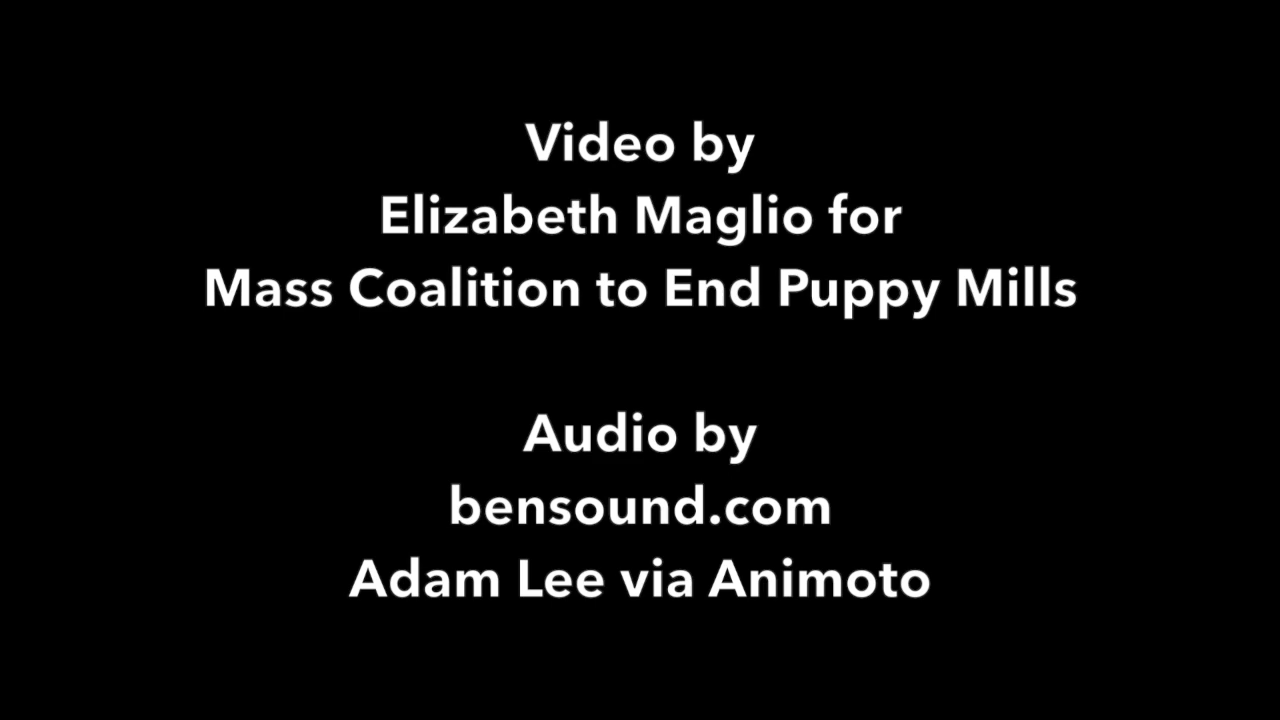 Video by
Elizabeth Maglio for
Mass Coalition to End Puppy Mills
Audio by
bensound.com
Adam Lee via Animoto